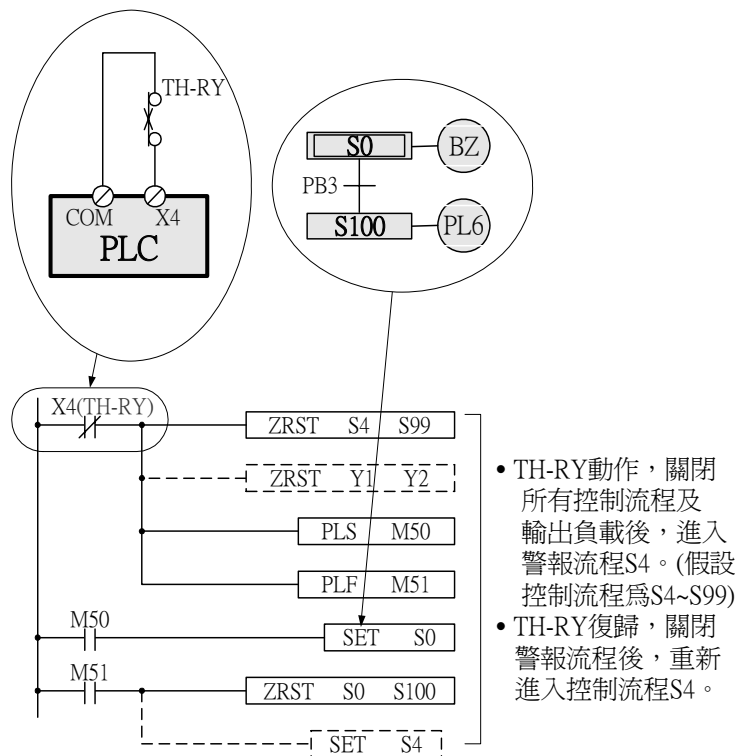 TH-RY
COM X4
PLC
S0 BZ
PB3
S100 PL6
X4(TH-RY)
ZRST S4 S99
ZRST Y1 Y2
PLS M50
PLF M51
M50
SET S0
M51
ZRST S0 S100
SET S4
• TH-RY動作，關閉
所有控制流程及
輸出負載後，進入
警報流程S4。(假設
控制流程為S4~S99)
• TH-RY復歸，關閉
警報流程後，重新
進入控制流程S4。